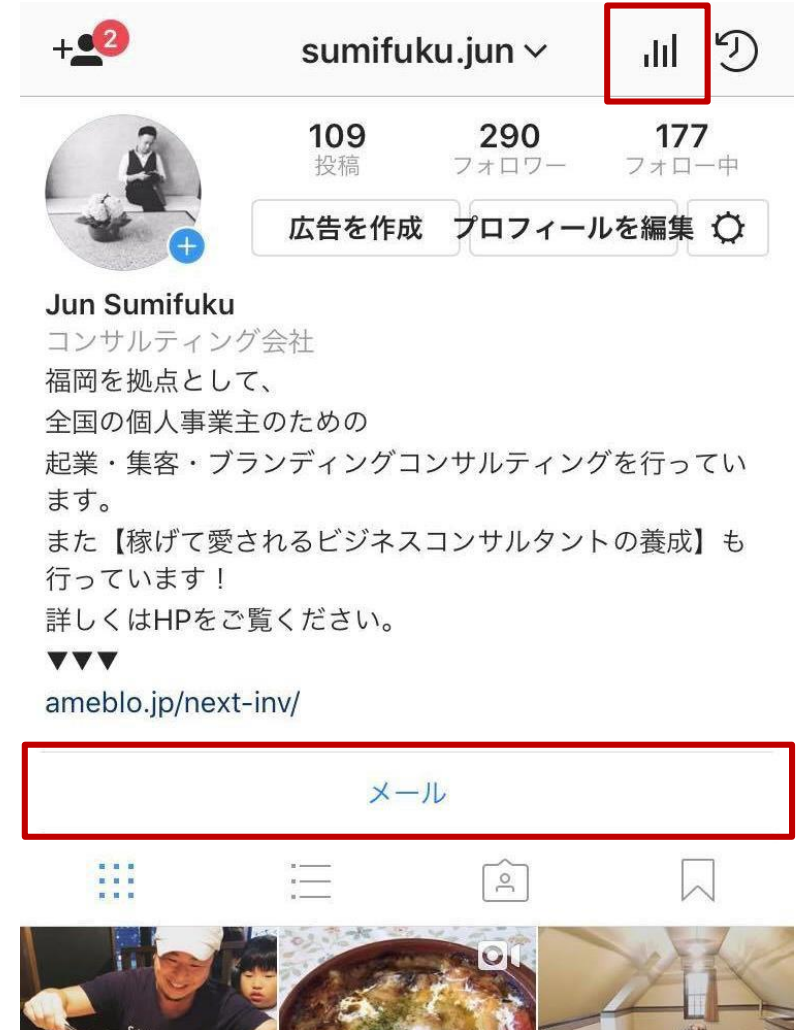 2
sumifuku.jun
109 290 177
投稿 フォロワー フォロー中
広告を作成 プロフィールを編集
Jun Sumifuku
コンサルティング会社
福岡を拠点として、
全国の個人事業主のための
起業・集客・ブランディングコンサルティングを行ってい
ます。
また【稼げて愛されるビジネスコンサルタントの養成】も
行っています！
詳しくはHPをご覧ください。
▼▼▼
ameblo.jp/next-inv/
メール